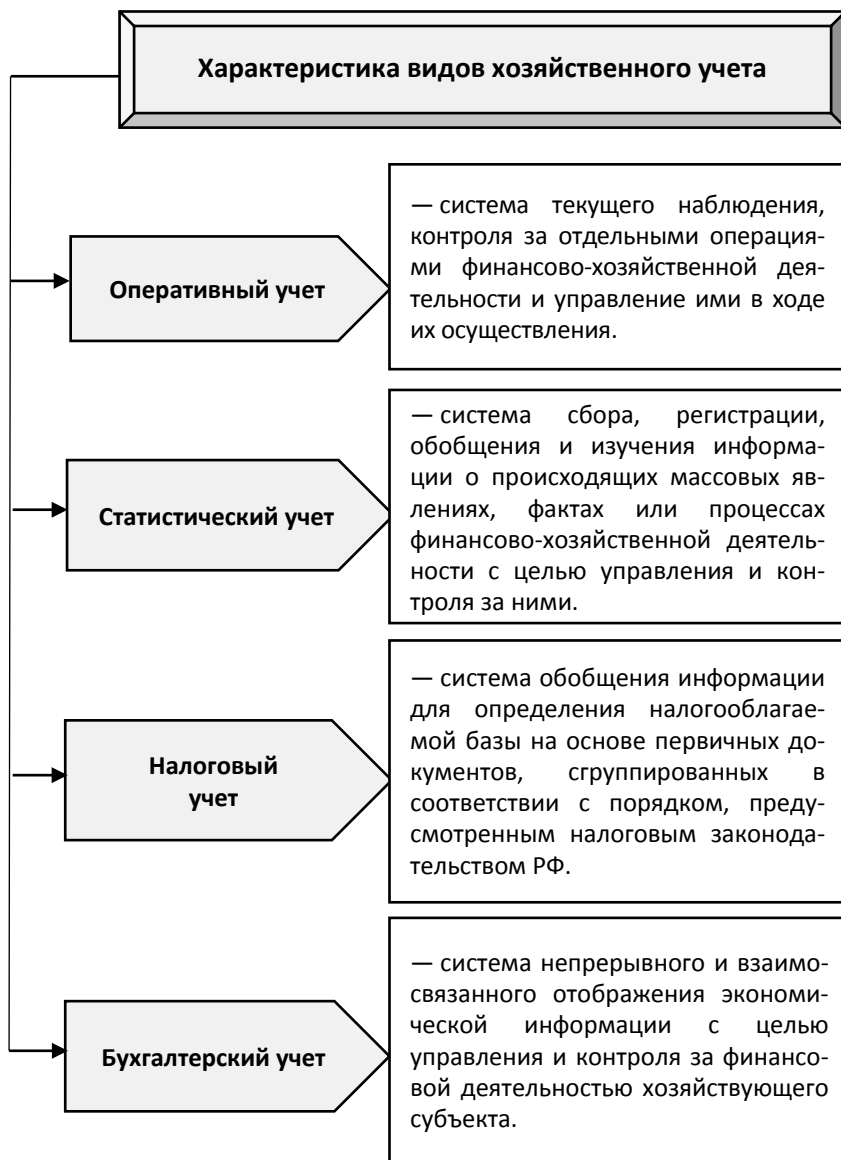 Характеристика видов хозяйственного учета
Оперативный учет
— система текущего наблюдения,
контроля за отдельными операция-
ми финансово-хозяйственной дея-
тельности и управление ими в ходе
их осуществления.
Статистический учет
— система сбора, регистрации,
обобщения и изучения информа-
ции о происходящих массовых яв-
лениях, фактах или процессах
финансово-хозяйственной деятель-
ности с целью управления и кон-
троля за ними.
Налоговый
учет
— система обобщения информации
для определения налогооблагае-
мой базы на основе первичных до-
кументов, сгруппированных в
соответствии с порядком, преду-
смотренным налоговым законода-
тельством РФ.
Бухгалтерский учет
— система непрерывного и взаимо-
связанного отображения экономи-
ческой информации с целью
управления и контроля за финансо-
вой деятельностью хозяйствующего
субъекта.